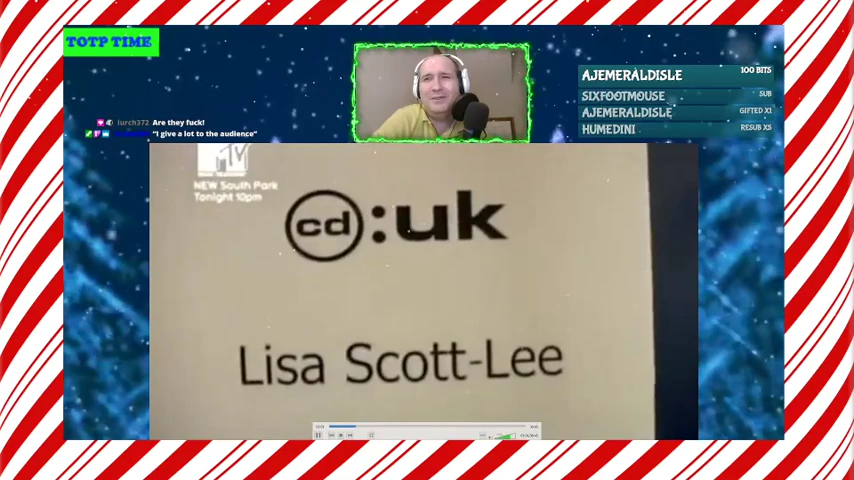 TOTP TIME
lurch372 Are they fuck!
"I give a lot to the audience"
AJEMERALDISLE 100 BITS
SIXFOOTMOUSE SUB
AJEMERALDISLE GIFTED X1
HUMEDINI RESUB X5
MTV
NEW South Park
Tonight 10pm
cd:uk
Lisa Scott-Lee